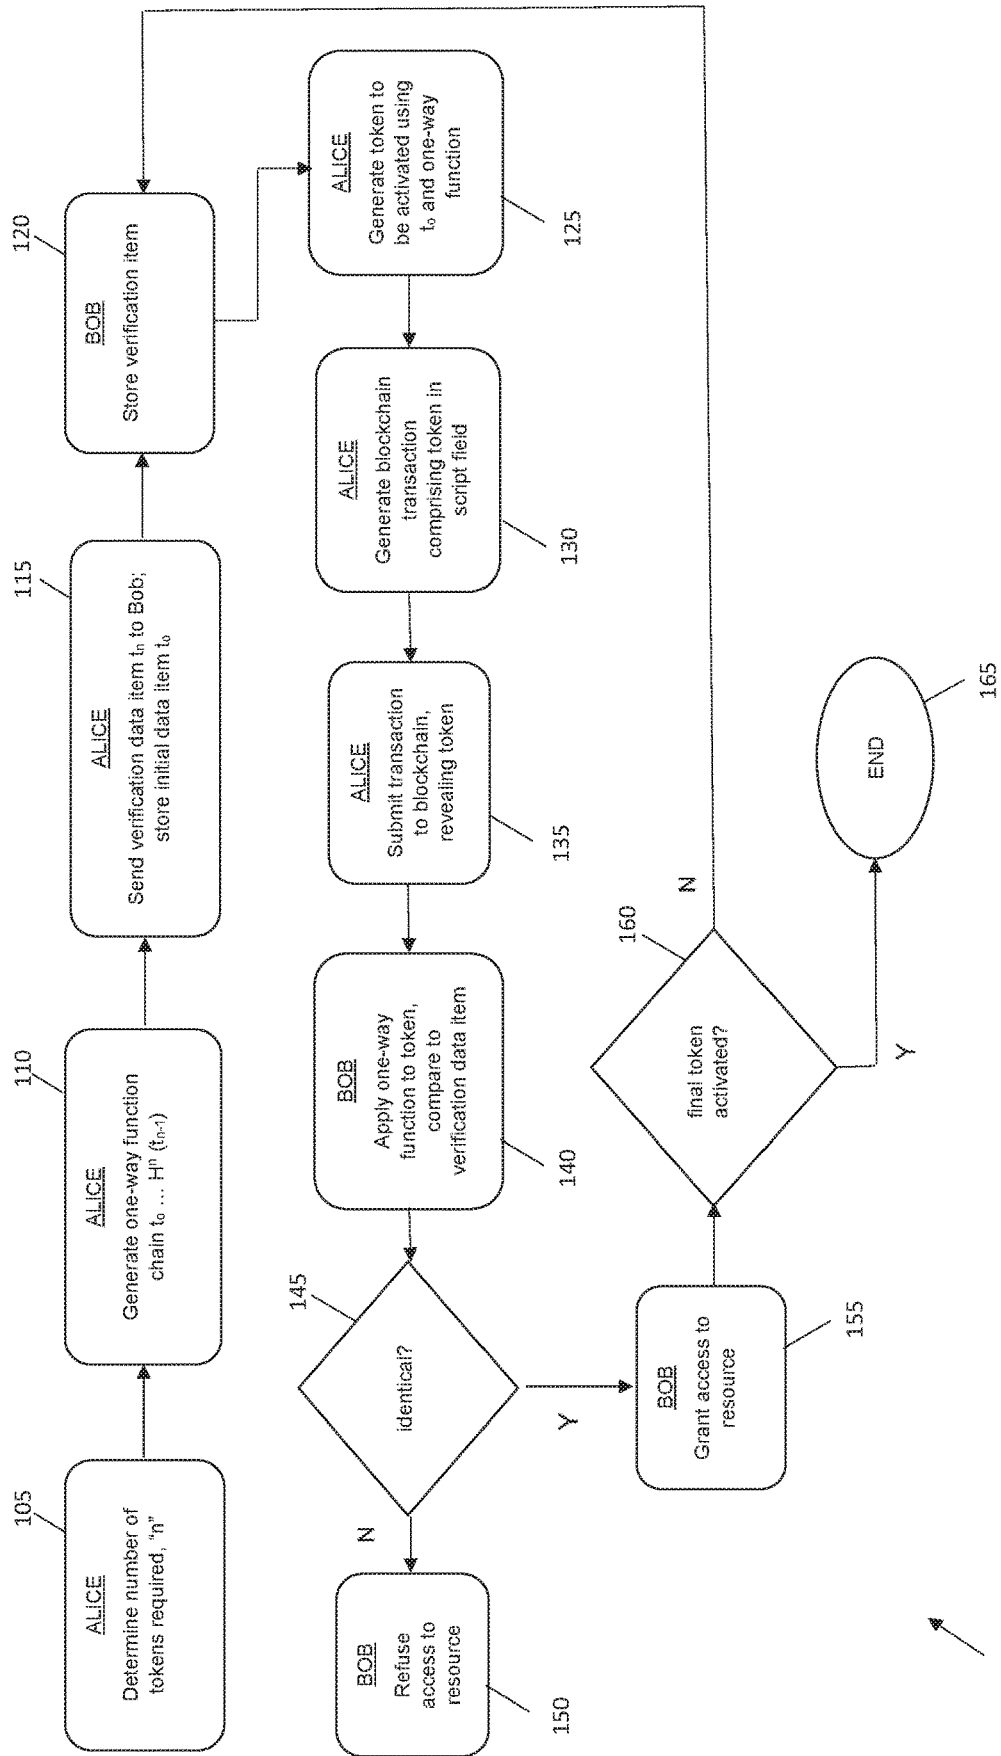 105
ALICE
Determine number of
tokens required, “n”
110
ALICE
Generate one-way function
chain t₀ … Hⁿ (tₙ₋₁)
115
ALICE
Send verification data item tₙ to Bob;
store initial data item t₀
120
BOB
Store verification item
ALICE
Generate token to
be activated using
t₀ and one-way
function
125
ALICE
Generate blockchain
transaction
comprising token in
script field
130
ALICE
Submit transaction
to blockchain,
revealing token
135
BOB
Apply one-way
function to token,
compare to
verification data item
140
145
identical?
N
Y
BOB
Refuse
access to
resource
150
BOB
Grant access to
resource
155
160
final token
activated?
N
Y
END
165